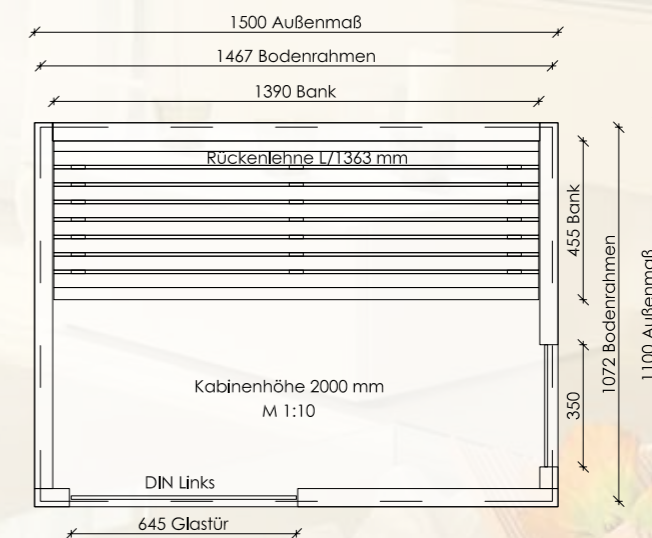 1500 Außenmaß
1467 Bodenrahmen
1390 Bank
Rückenlehne L/1363 mm
455 Bank
1072 Bodenrahmen
1100 Außenmaß
Kabinenhöhe 2000 mm
M 1:10
350
DIN Links
645 Glastür